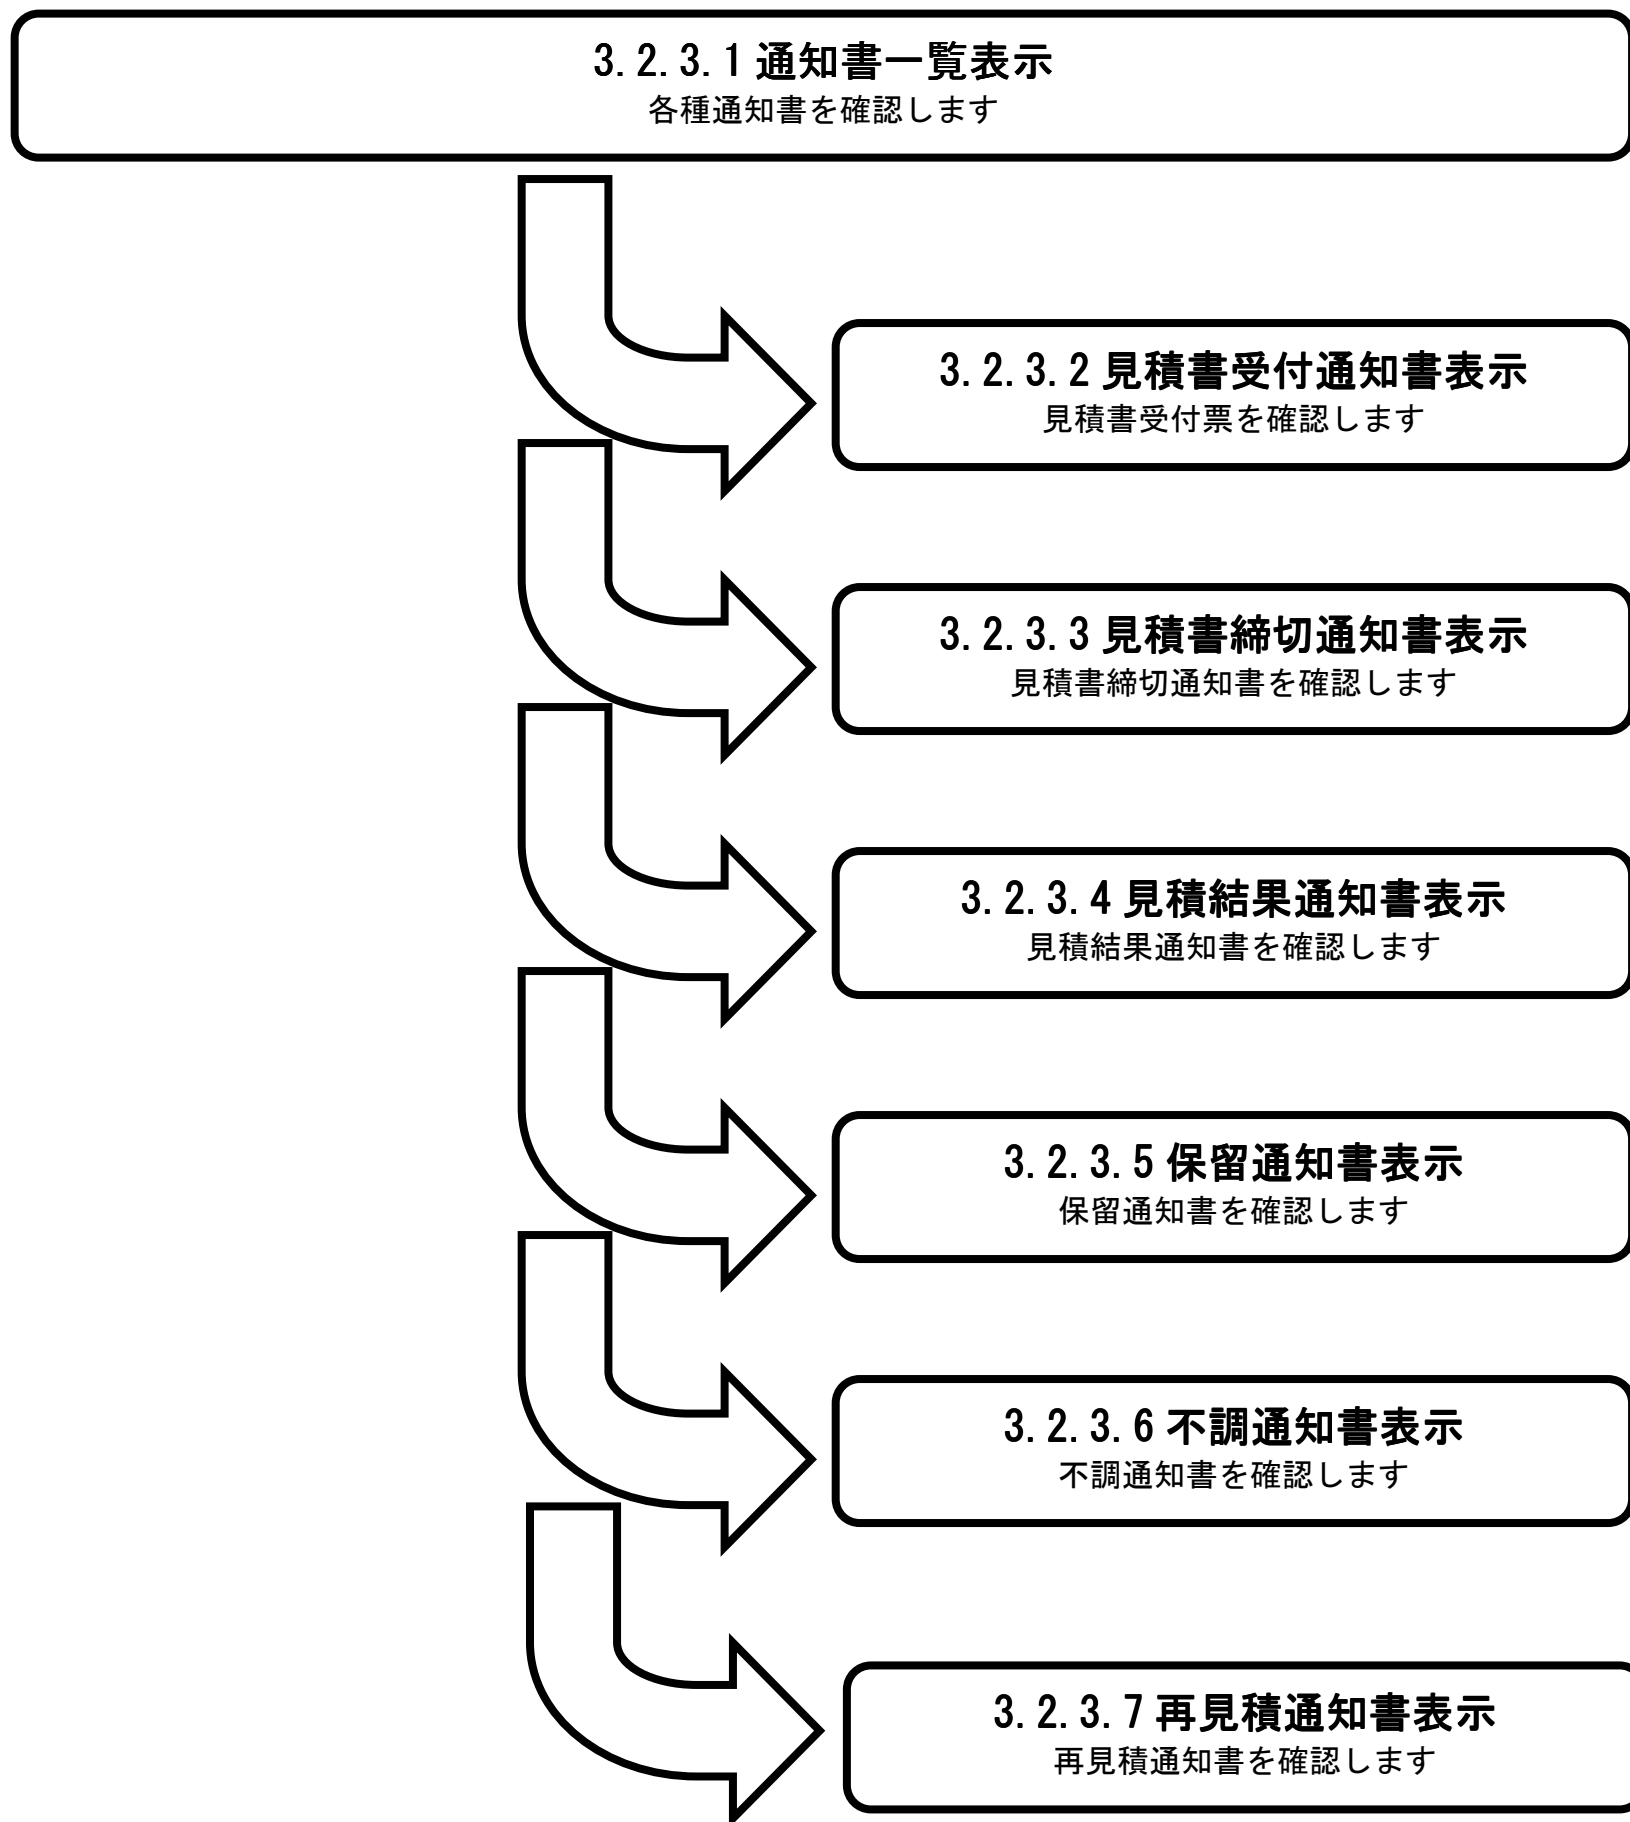 3.2.3.1 通知書一覧表示
各種通知書を確認します
3.2.3.2 見積書受付通知書表示
見積書受付票を確認します
3.2.3.3 見積書締切通知書表示
見積書締切通知書を確認します
3.2.3.4 見積結果通知書表示
見積結果通知書を確認します
3.2.3.5 保留通知書表示
保留通知書を確認します
3.2.3.6 不調通知書表示
不調通知書を確認します
3.2.3.7 再見積通知書表示
再見積通知書を確認します